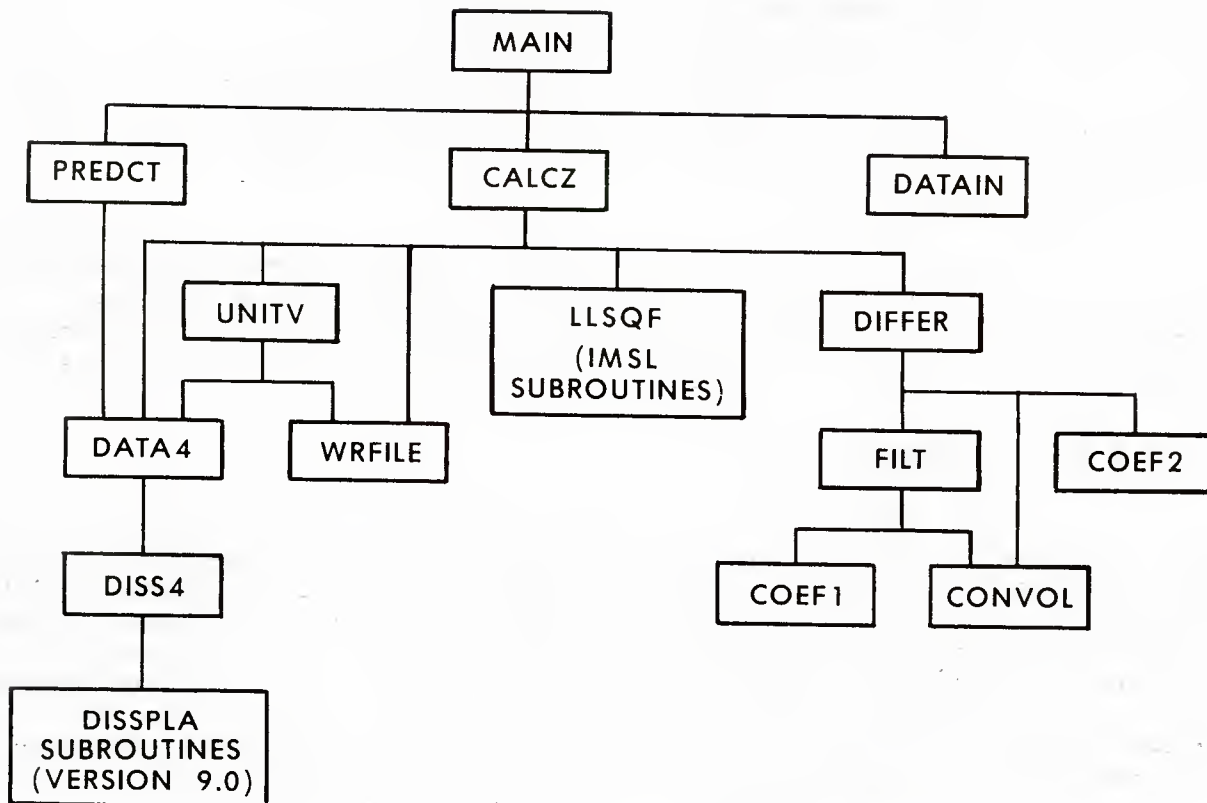 MAIN
PREDCT
CALCZ
DATAIN
UNITV
LLSQF
(IMSL
SUBROUTINES)
DIFFER
DATA4
WRFILE
FILT
COEF2
DISS4
COEF1
CONVOL
DISSPLA
SUBROUTINES
(VERSION 9.0)